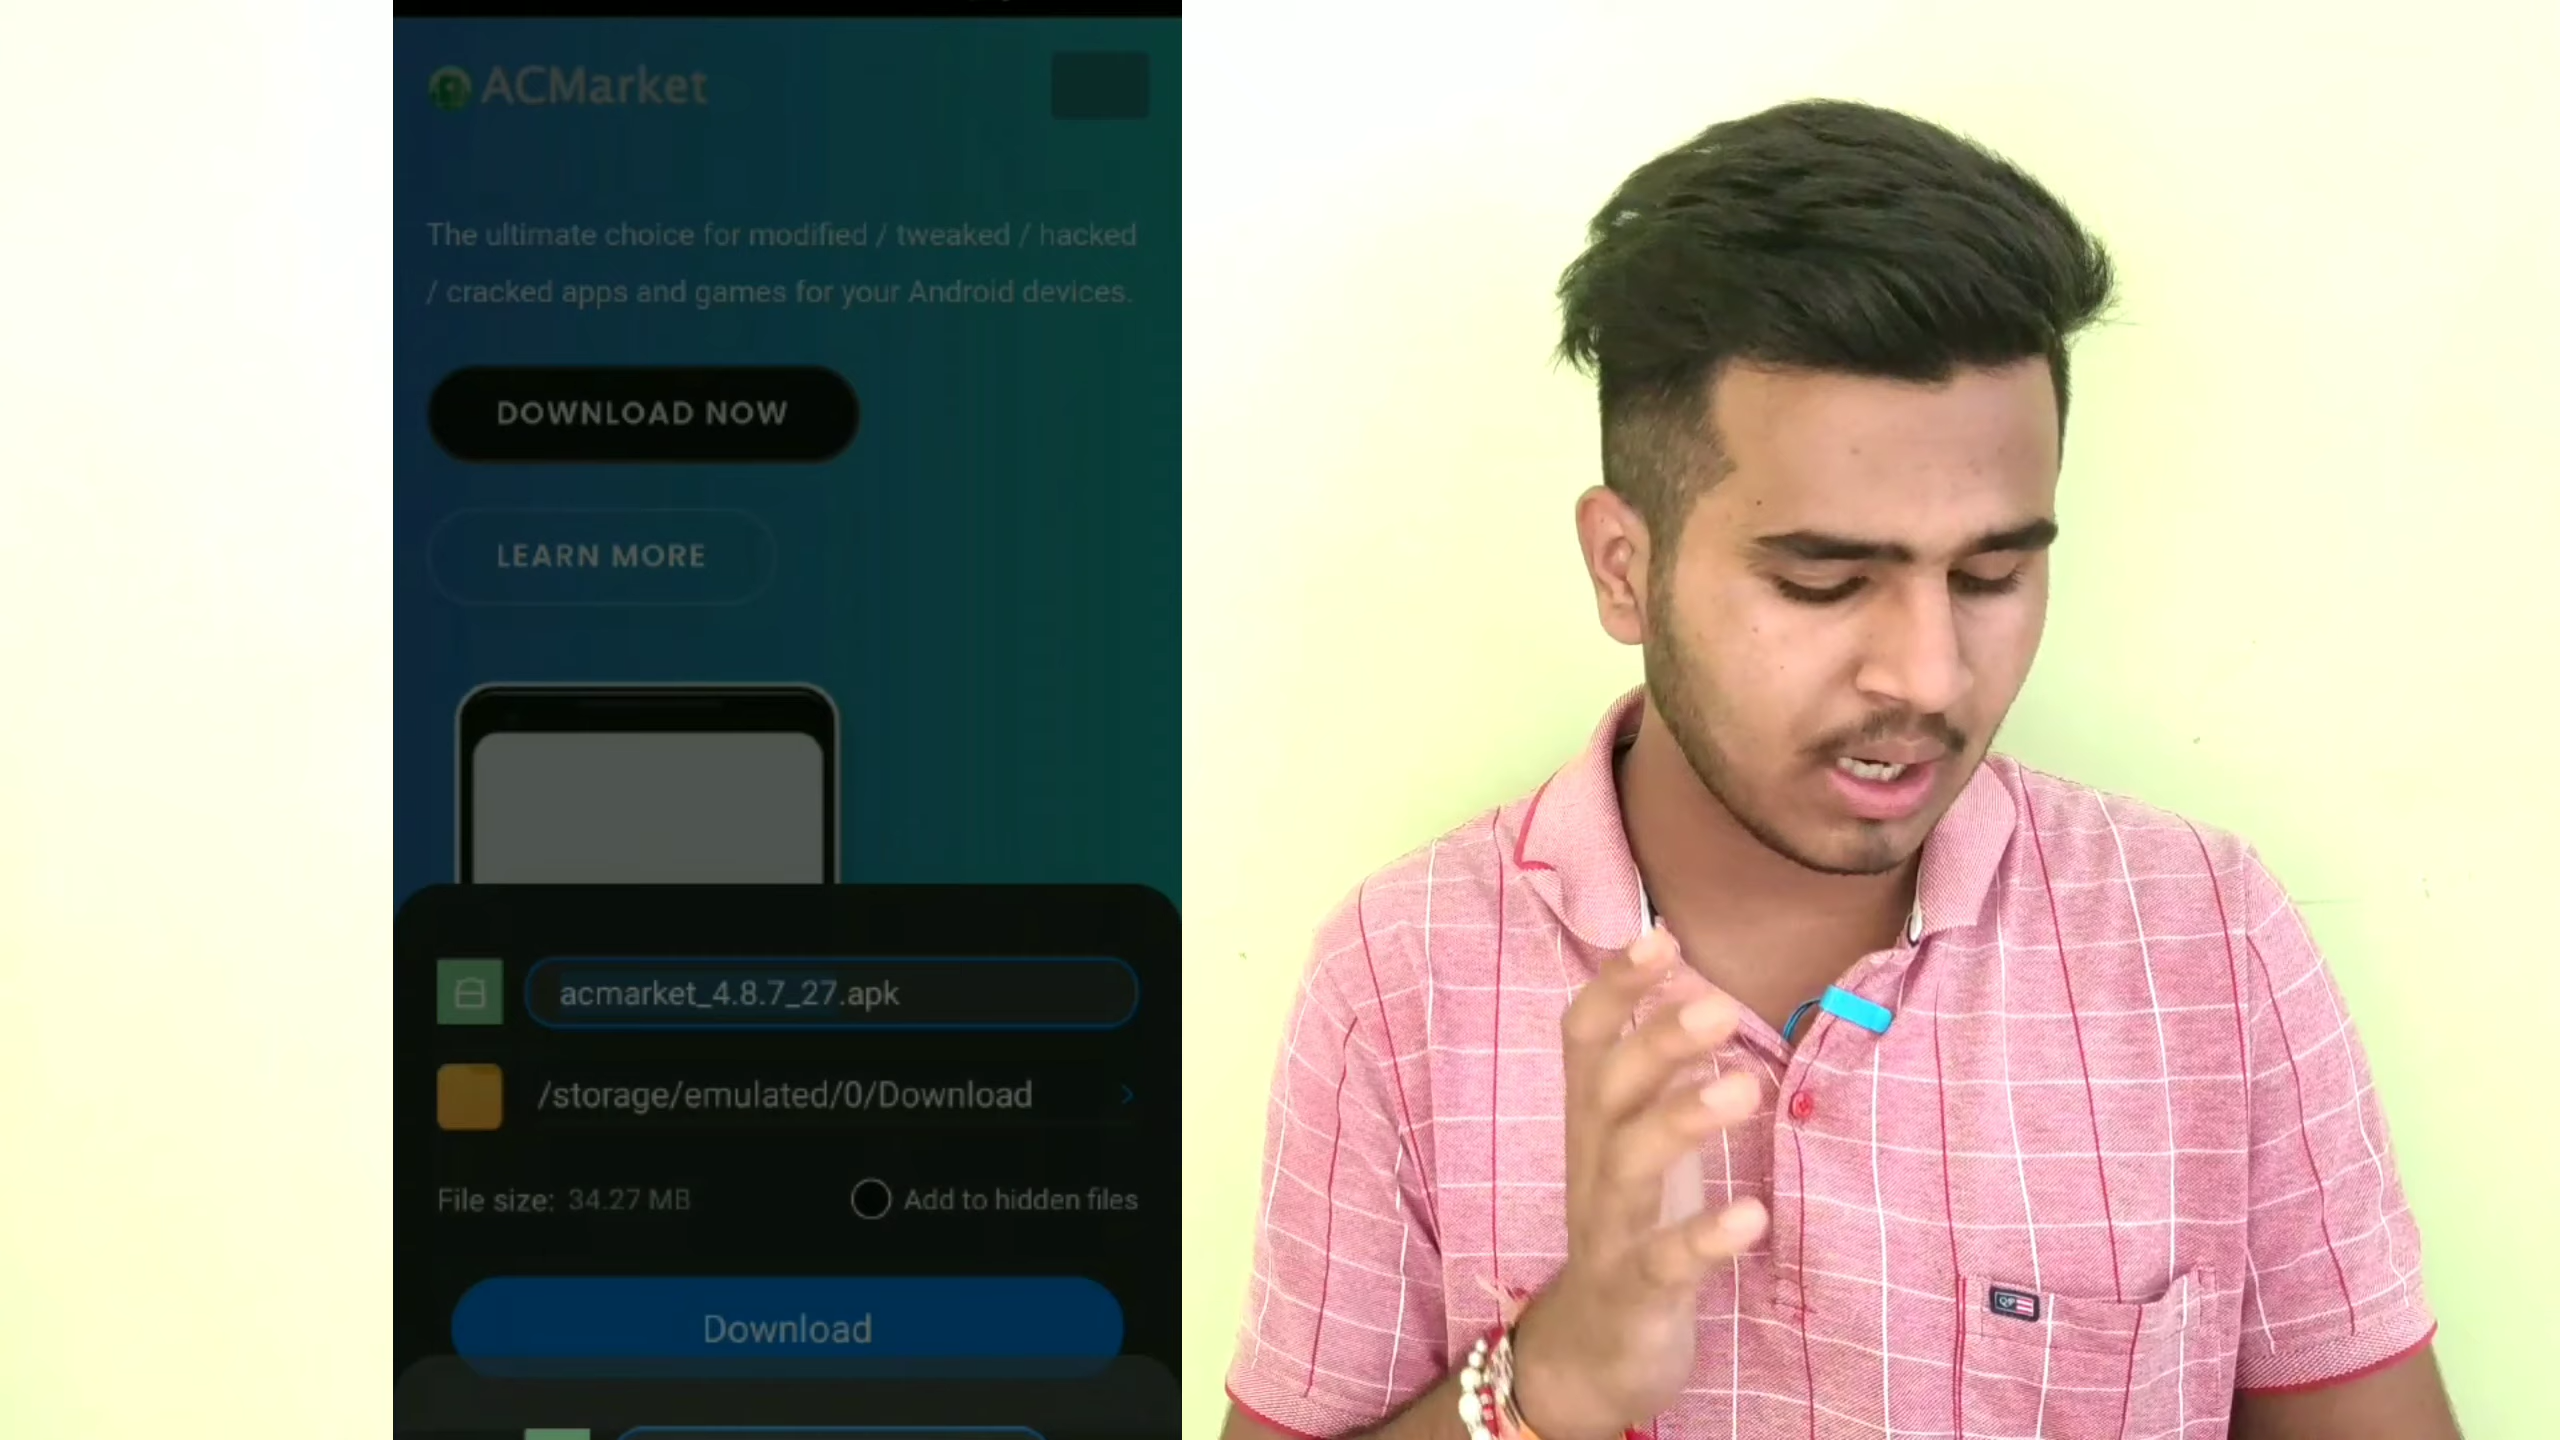 ACMarket
The ultimate choice for modified / tweaked / hacked
/ cracked apps and games for your Android devices.
DOWNLOAD NOW
LEARN MORE
acmarket_4.8.7_27.apk
/storage/emulated/0/Download
File size: 34.27 MB
Add to hidden files
Download